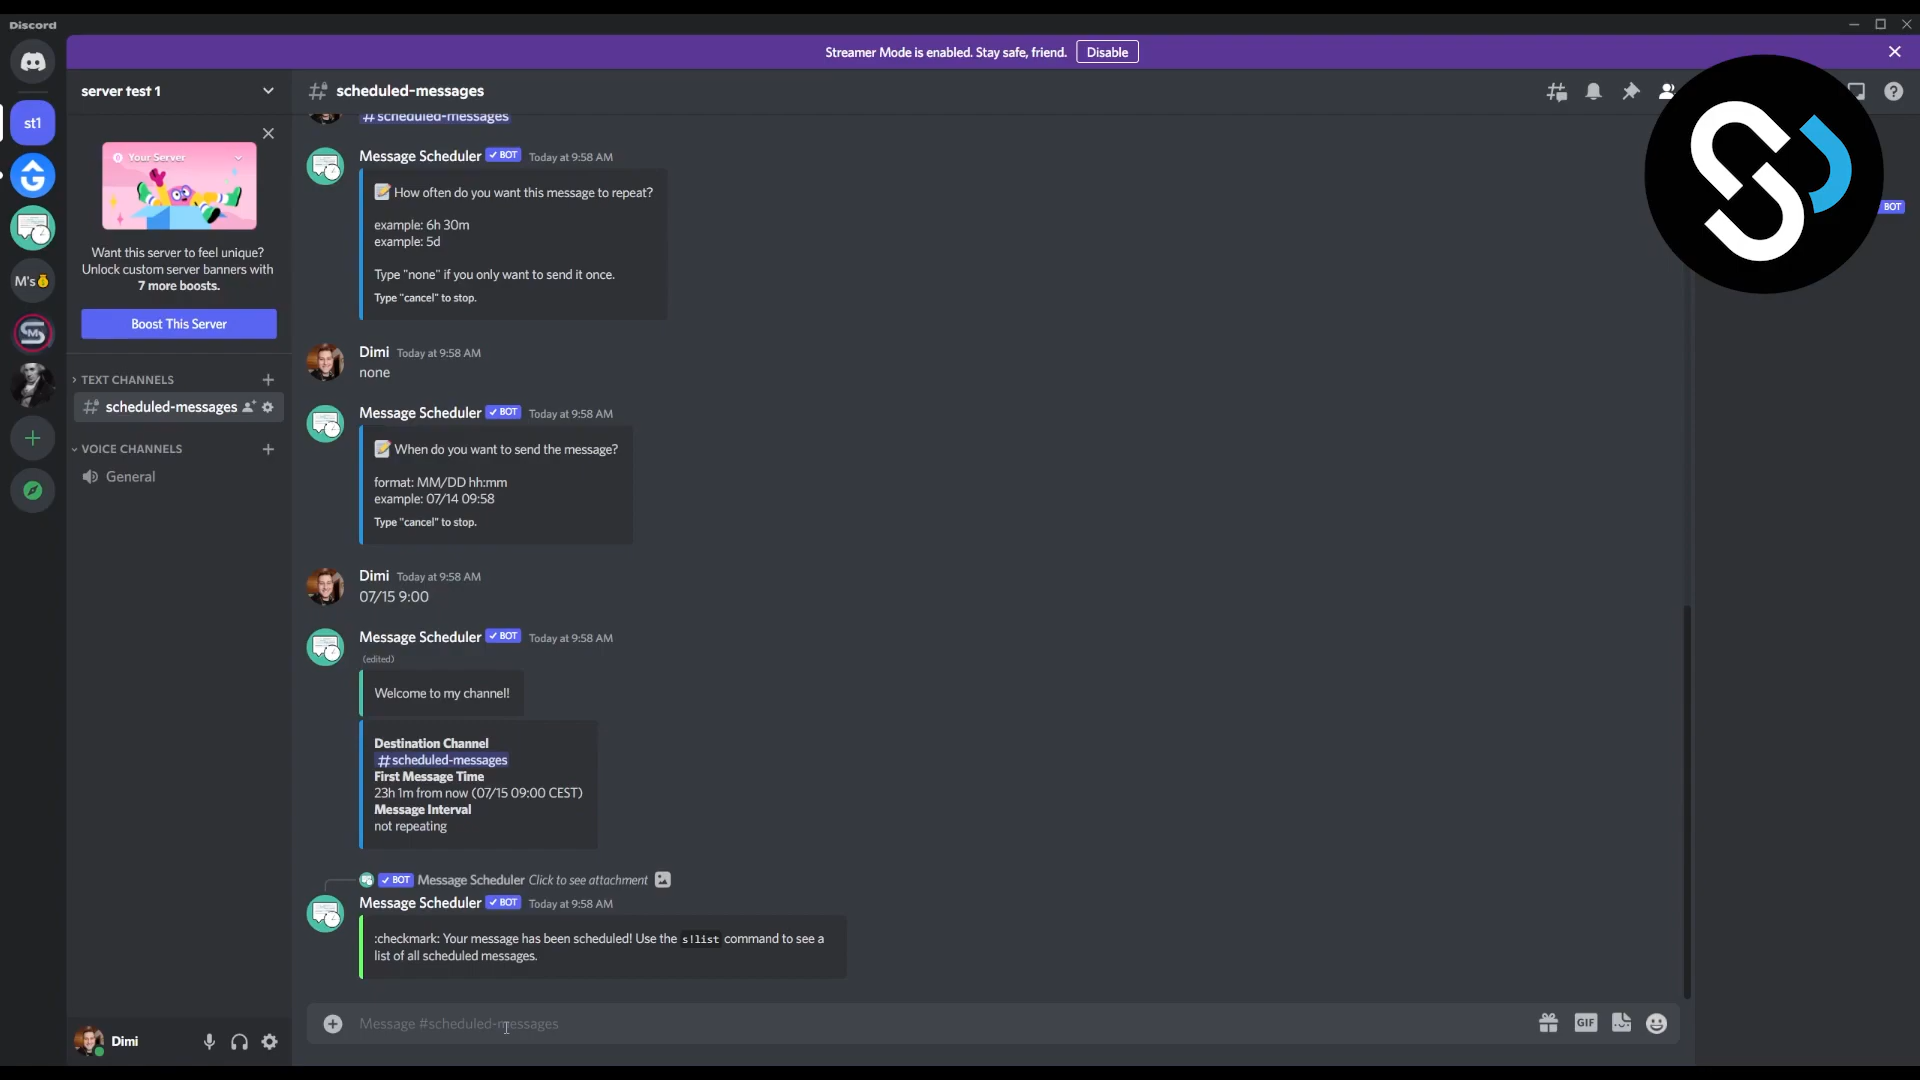 Discord
Streamer Mode is enabled. Stay safe, friend.
Disable
server test 1
scheduled-messages
st1
Your Server
Want this server to feel unique?
Unlock custom server banners with
7 more boosts.
Boost This Server
M's💰
TEXT CHANNELS
scheduled-messages
VOICE CHANNELS
General
#scheduled-messages
Message Scheduler ✓ BOT Today at 9:58 AM
📝 How often do you want this message to repeat?
example: 6h 30m
example: 5d
Type "none" if you only want to send it once.
Type "cancel" to stop.
Dimi Today at 9:58 AM
none
Message Scheduler ✓ BOT Today at 9:58 AM
📝 When do you want to send the message?
format: MM/DD hh:mm
example: 07/14 09:58
Type "cancel" to stop.
Dimi Today at 9:58 AM
07/15 9:00
Message Scheduler ✓ BOT Today at 9:58 AM
(edited)
Welcome to my channel!
Destination Channel
#scheduled-messages
First Message Time
23h 1m from now (07/15 09:00 CEST)
Message Interval
not repeating
✓ BOT Message Scheduler Click to see attachment
Message Scheduler ✓ BOT Today at 9:58 AM
:checkmark: Your message has been scheduled! Use the s!list command to see a
list of all scheduled messages.
Message #scheduled-messages
GIF
Dimi
BOT